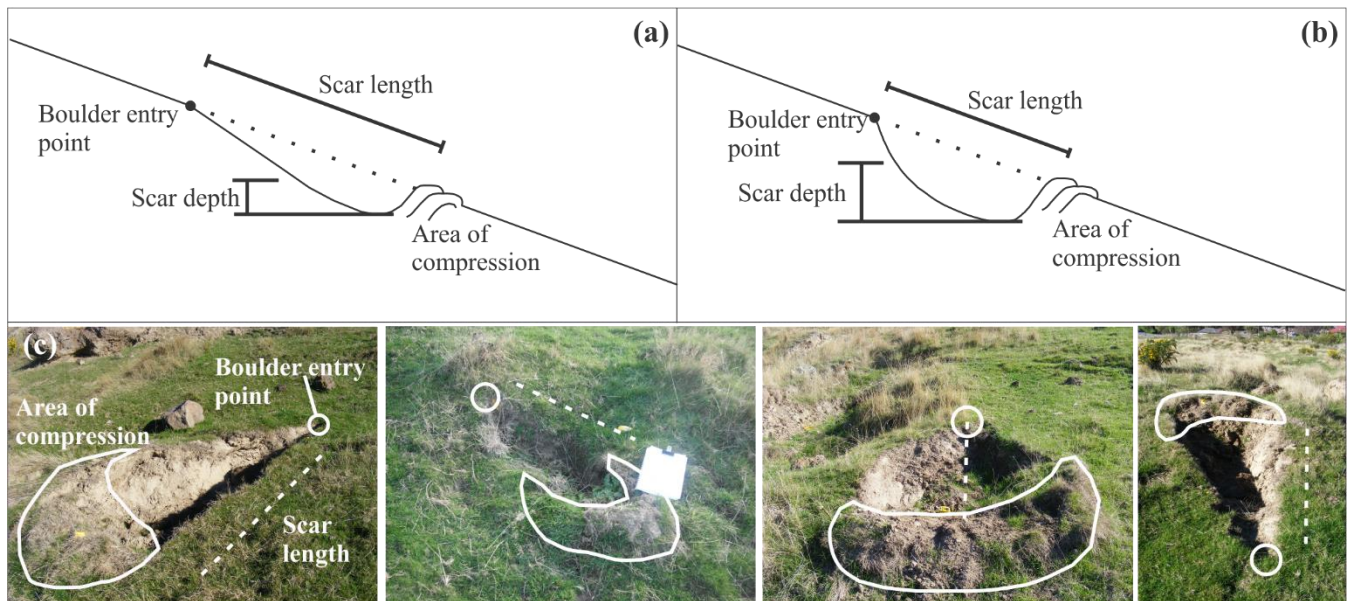 (a)
Scar length
Boulder entry
point
Scar depth
Area of
compression
(b)
Scar length
Boulder entry
point
Scar depth
Area of
compression
(c)
Boulder entry
point
Area of
compression
Scar
length